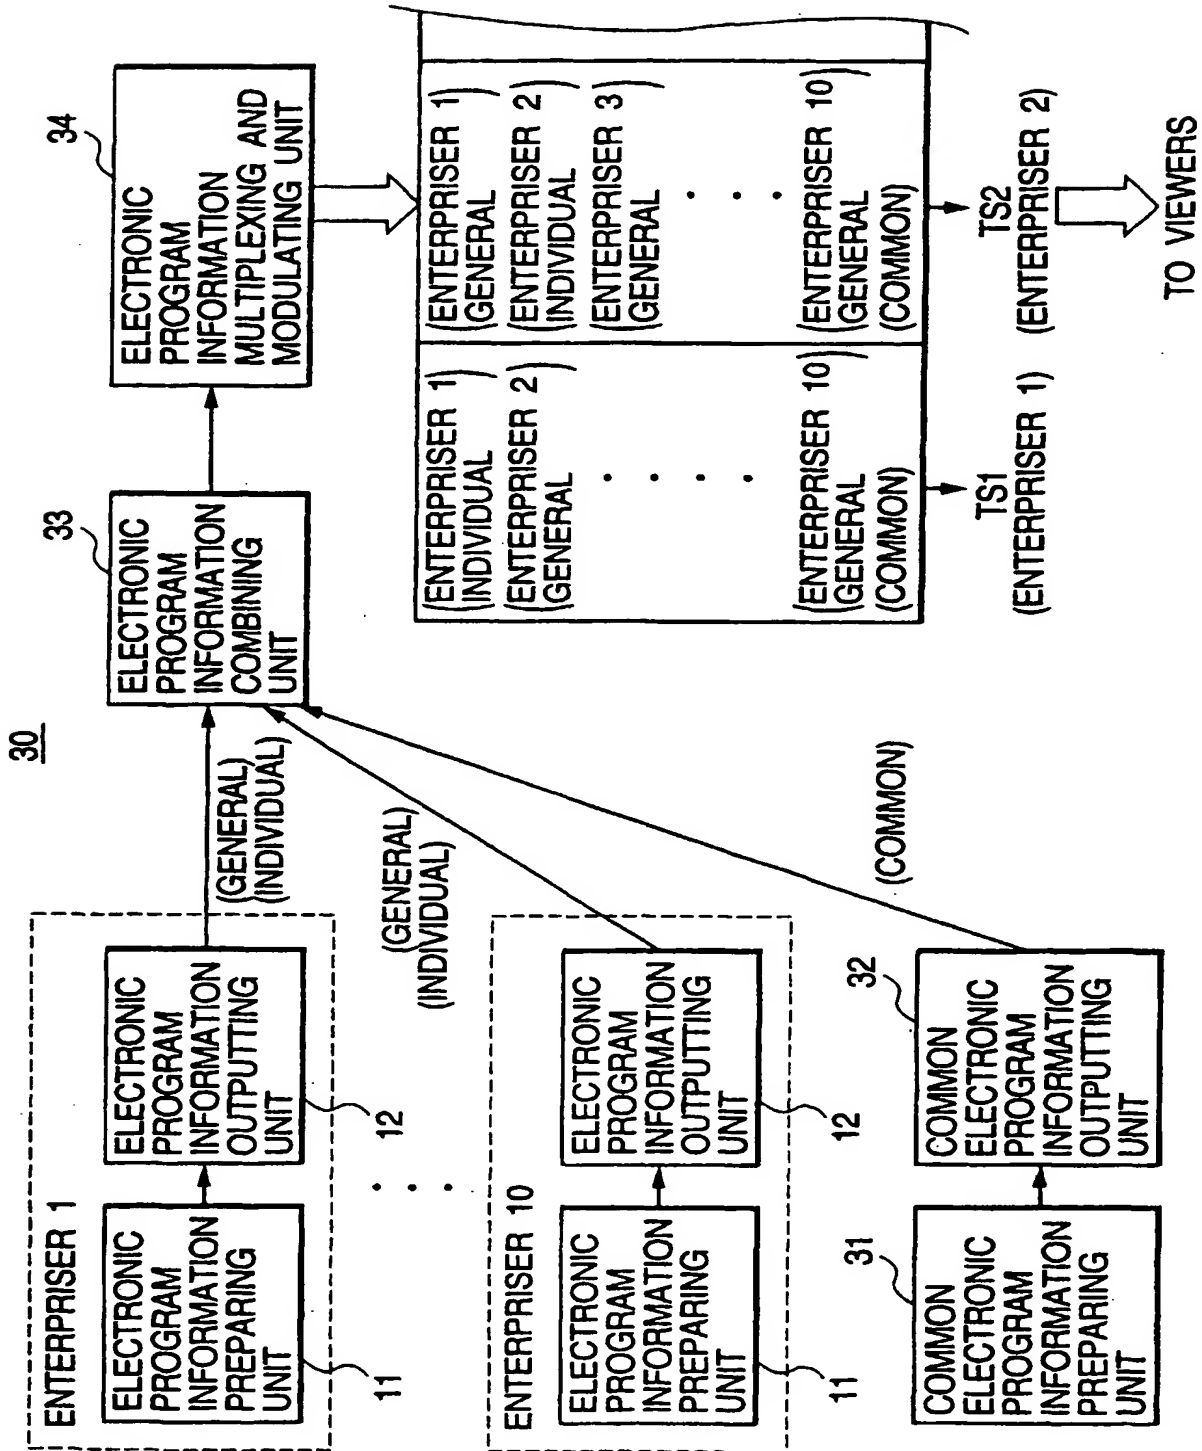 30
ENTERPRISER 1
ELECTRONIC
PROGRAM
INFORMATION
PREPARING
UNIT
11
ELECTRONIC
PROGRAM
INFORMATION
OUTPUTTING
UNIT
12
(GENERAL)
(INDIVIDUAL)
ENTERPRISER 10
ELECTRONIC
PROGRAM
INFORMATION
PREPARING
UNIT
11
ELECTRONIC
PROGRAM
INFORMATION
OUTPUTTING
UNIT
12
(GENERAL)
(INDIVIDUAL)
COMMON
ELECTRONIC
PROGRAM
INFORMATION
PREPARING
UNIT
31
COMMON
ELECTRONIC
PROGRAM
INFORMATION
OUTPUTTING
UNIT
32
(COMMON)
ELECTRONIC
PROGRAM
INFORMATION
COMBINING
UNIT
33
ELECTRONIC
PROGRAM
INFORMATION
MULTIPLEXING AND
MODULATING UNIT
34
(ENTERPRISER 1)
(INDIVIDUAL )
(ENTERPRISER 2)
(GENERAL )
(ENTERPRISER 10)
(GENERAL )
(COMMON)
TS1
(ENTERPRISER 1)
(ENTERPRISER 1)
(GENERAL )
(ENTERPRISER 2)
(INDIVIDUAL )
(ENTERPRISER 3)
(GENERAL )
(ENTERPRISER 10)
(GENERAL )
(COMMON)
TS2
(ENTERPRISER 2)
TO VIEWERS